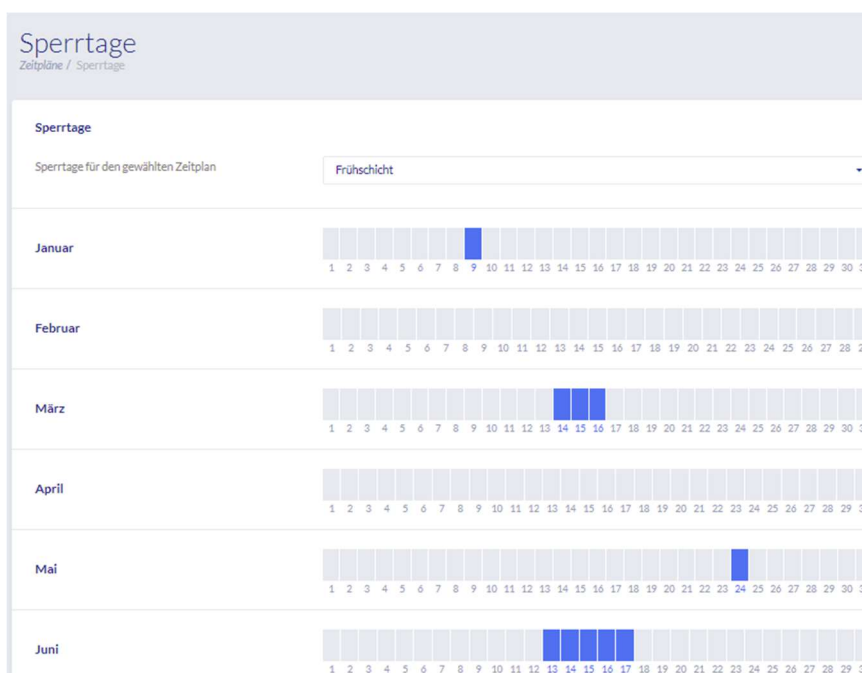 Sperrtage
Zeitpläne / Sperrtage
Sperrtage
Sperrtage für den gewählten Zeitplan
Frühschicht
Januar
1 2 3 4 5 6 7 8 9 10 11 12 13 14 15 16 17 18 19 20 21 22 23 24 25 26 27 28 29 30
Februar
1 2 3 4 5 6 7 8 9 10 11 12 13 14 15 16 17 18 19 20 21 22 23 24 25 26 27 28
März
1 2 3 4 5 6 7 8 9 10 11 12 13 14 15 16 17 18 19 20 21 22 23 24 25 26 27 28 29 30
April
1 2 3 4 5 6 7 8 9 10 11 12 13 14 15 16 17 18 19 20 21 22 23 24 25 26 27 28 29
Mai
1 2 3 4 5 6 7 8 9 10 11 12 13 14 15 16 17 18 19 20 21 22 23 24 25 26 27 28 29 30
Juni
1 2 3 4 5 6 7 8 9 10 11 12 13 14 15 16 17 18 19 20 21 22 23 24 25 26 27 28 29